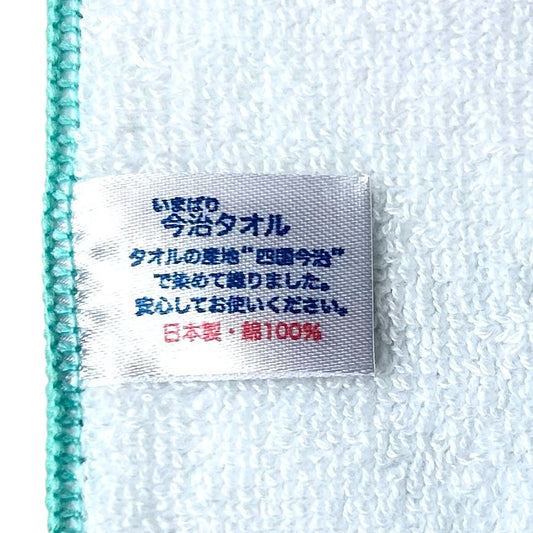 いまばり
今治タオル
タオルの産地“四国今治”
で染めて織りました。
安心してお使いください。
日本製・綿100%